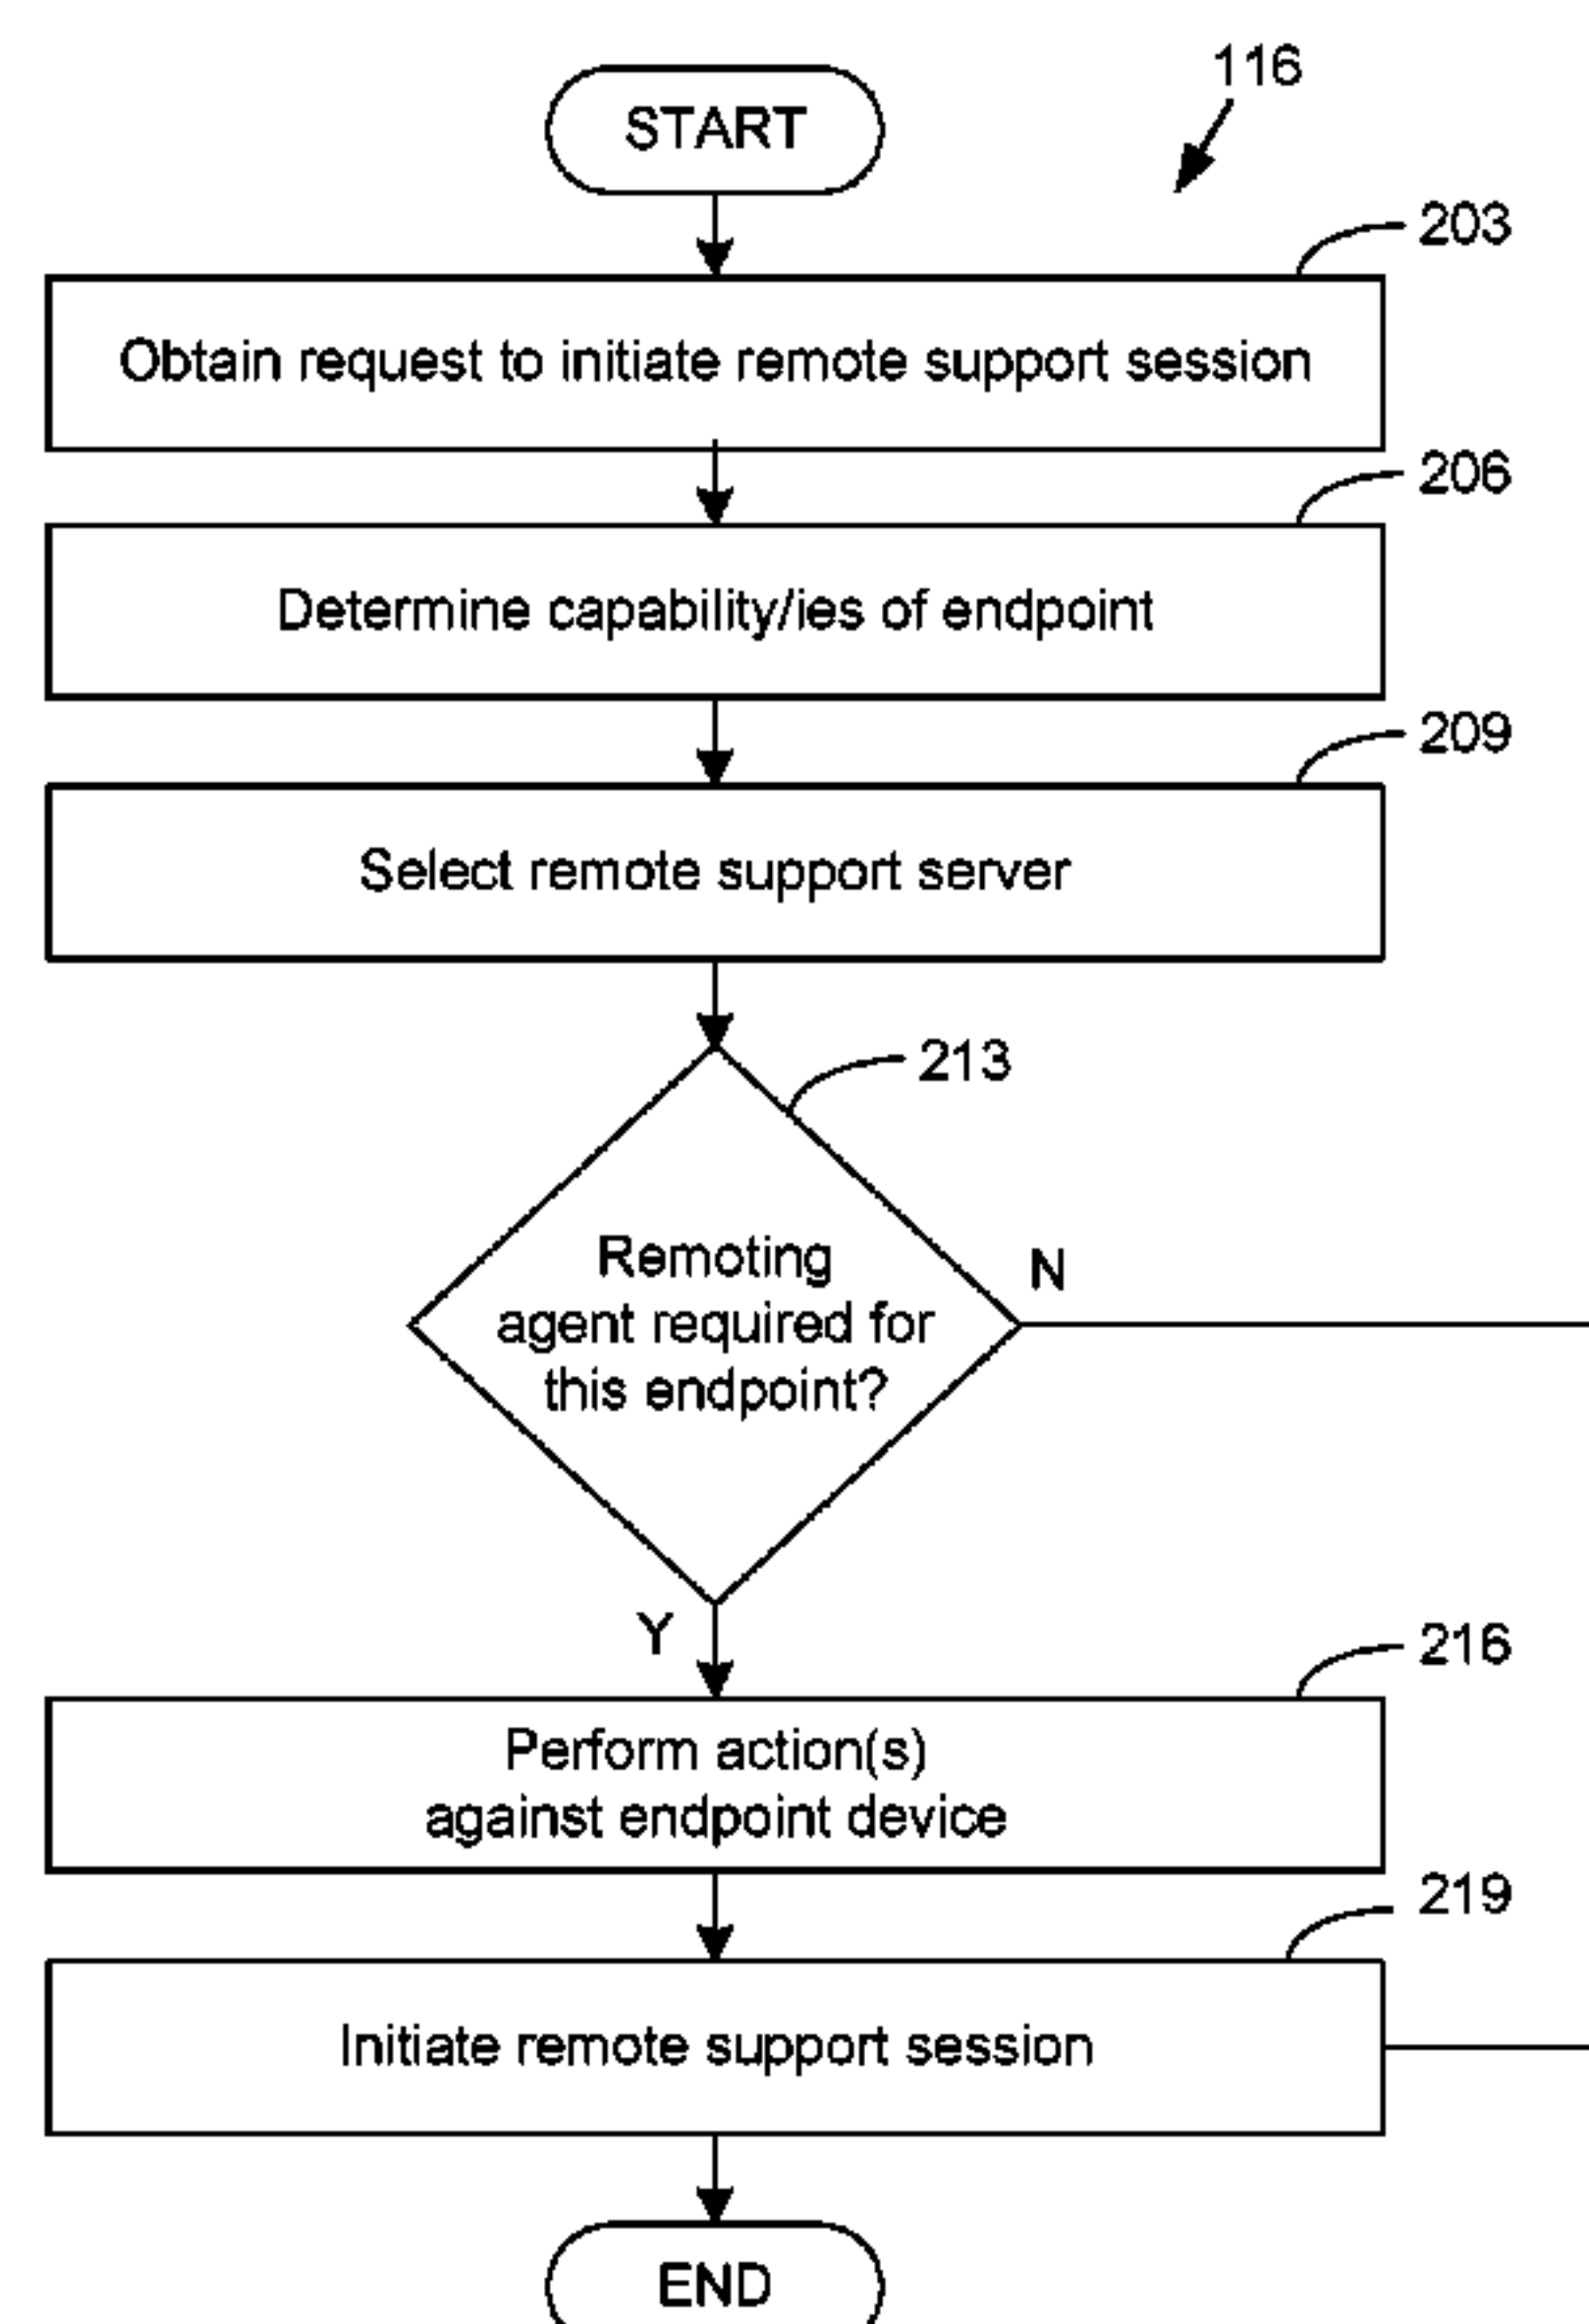 START
116
203
Obtain request to initiate remote support session
206
Determine capability/ies of endpoint
209
Select remote support server
213
Remoting
agent required for
this endpoint?
N
Y
216
Perform action(s)
against endpoint device
219
Initiate remote support session
END